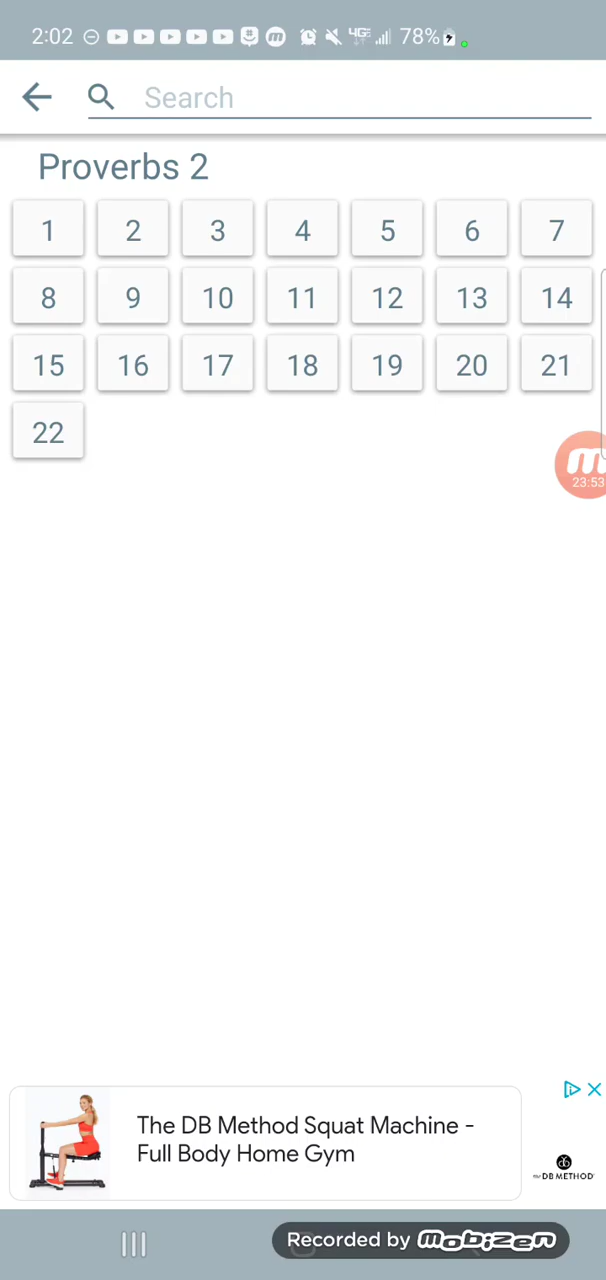 2:02 4G 78%
Search
Proverbs 2
1 2 3 4 5 6 7
8 9 10 11 12 13 14
15 16 17 18 19 20 21
22
m
23:53
The DB Method Squat Machine -
Full Body Home Gym
THE DB METHOD
Recorded by mobizen